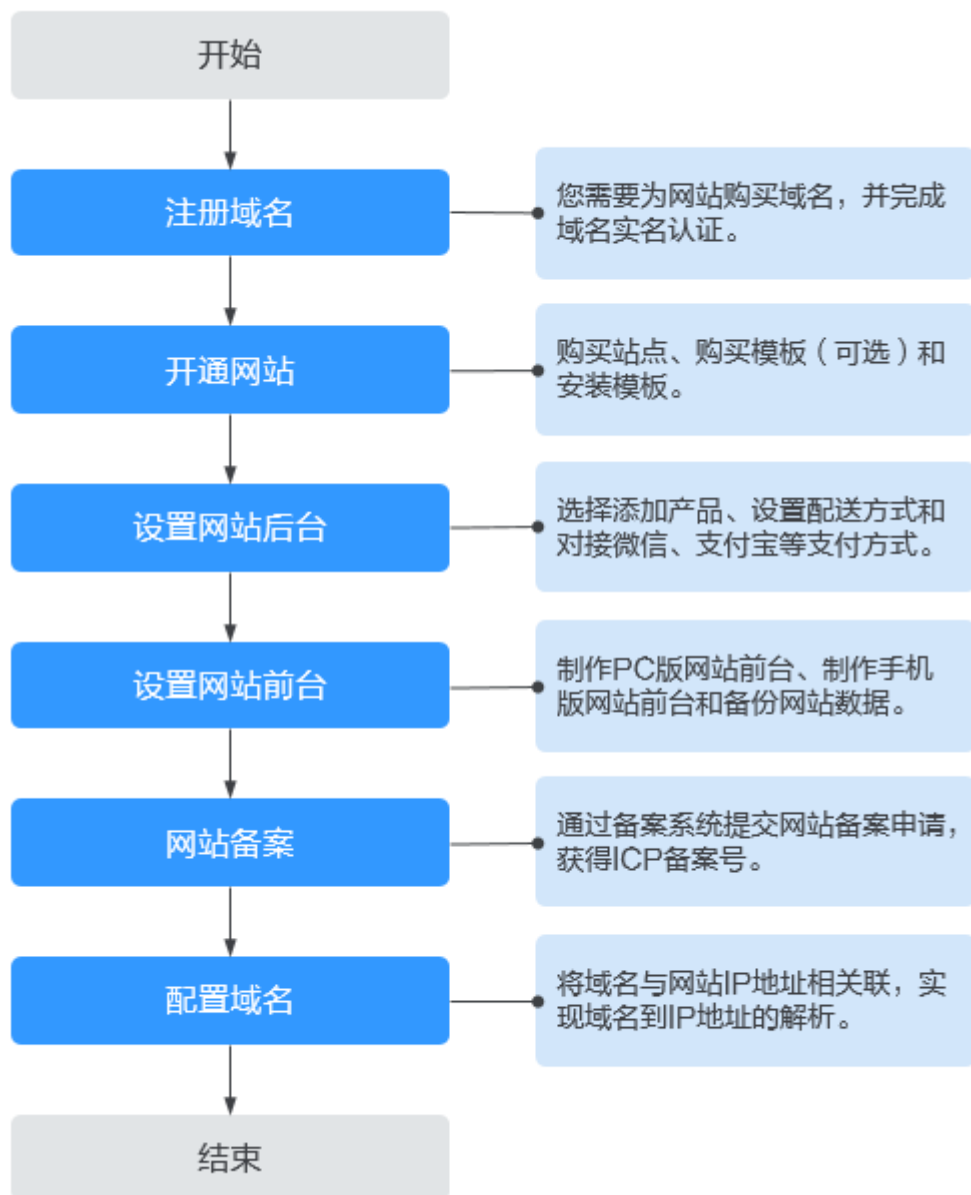 开始
注册域名
您需要为网站购买域名，并完成
域名实名认证。
开通网站
购买站点、购买模板（可选）和
安装模板。
设置网站后台
选择添加产品、设置配送方式和
对接微信、支付宝等支付方式。
设置网站前台
制作PC版网站前台、制作手机
版网站前台和备份网站数据。
网站备案
通过备案系统提交网站备案申请，
获得ICP备案号。
配置域名
将域名与网站IP地址相关联，实
现域名到IP地址的解析。
结束